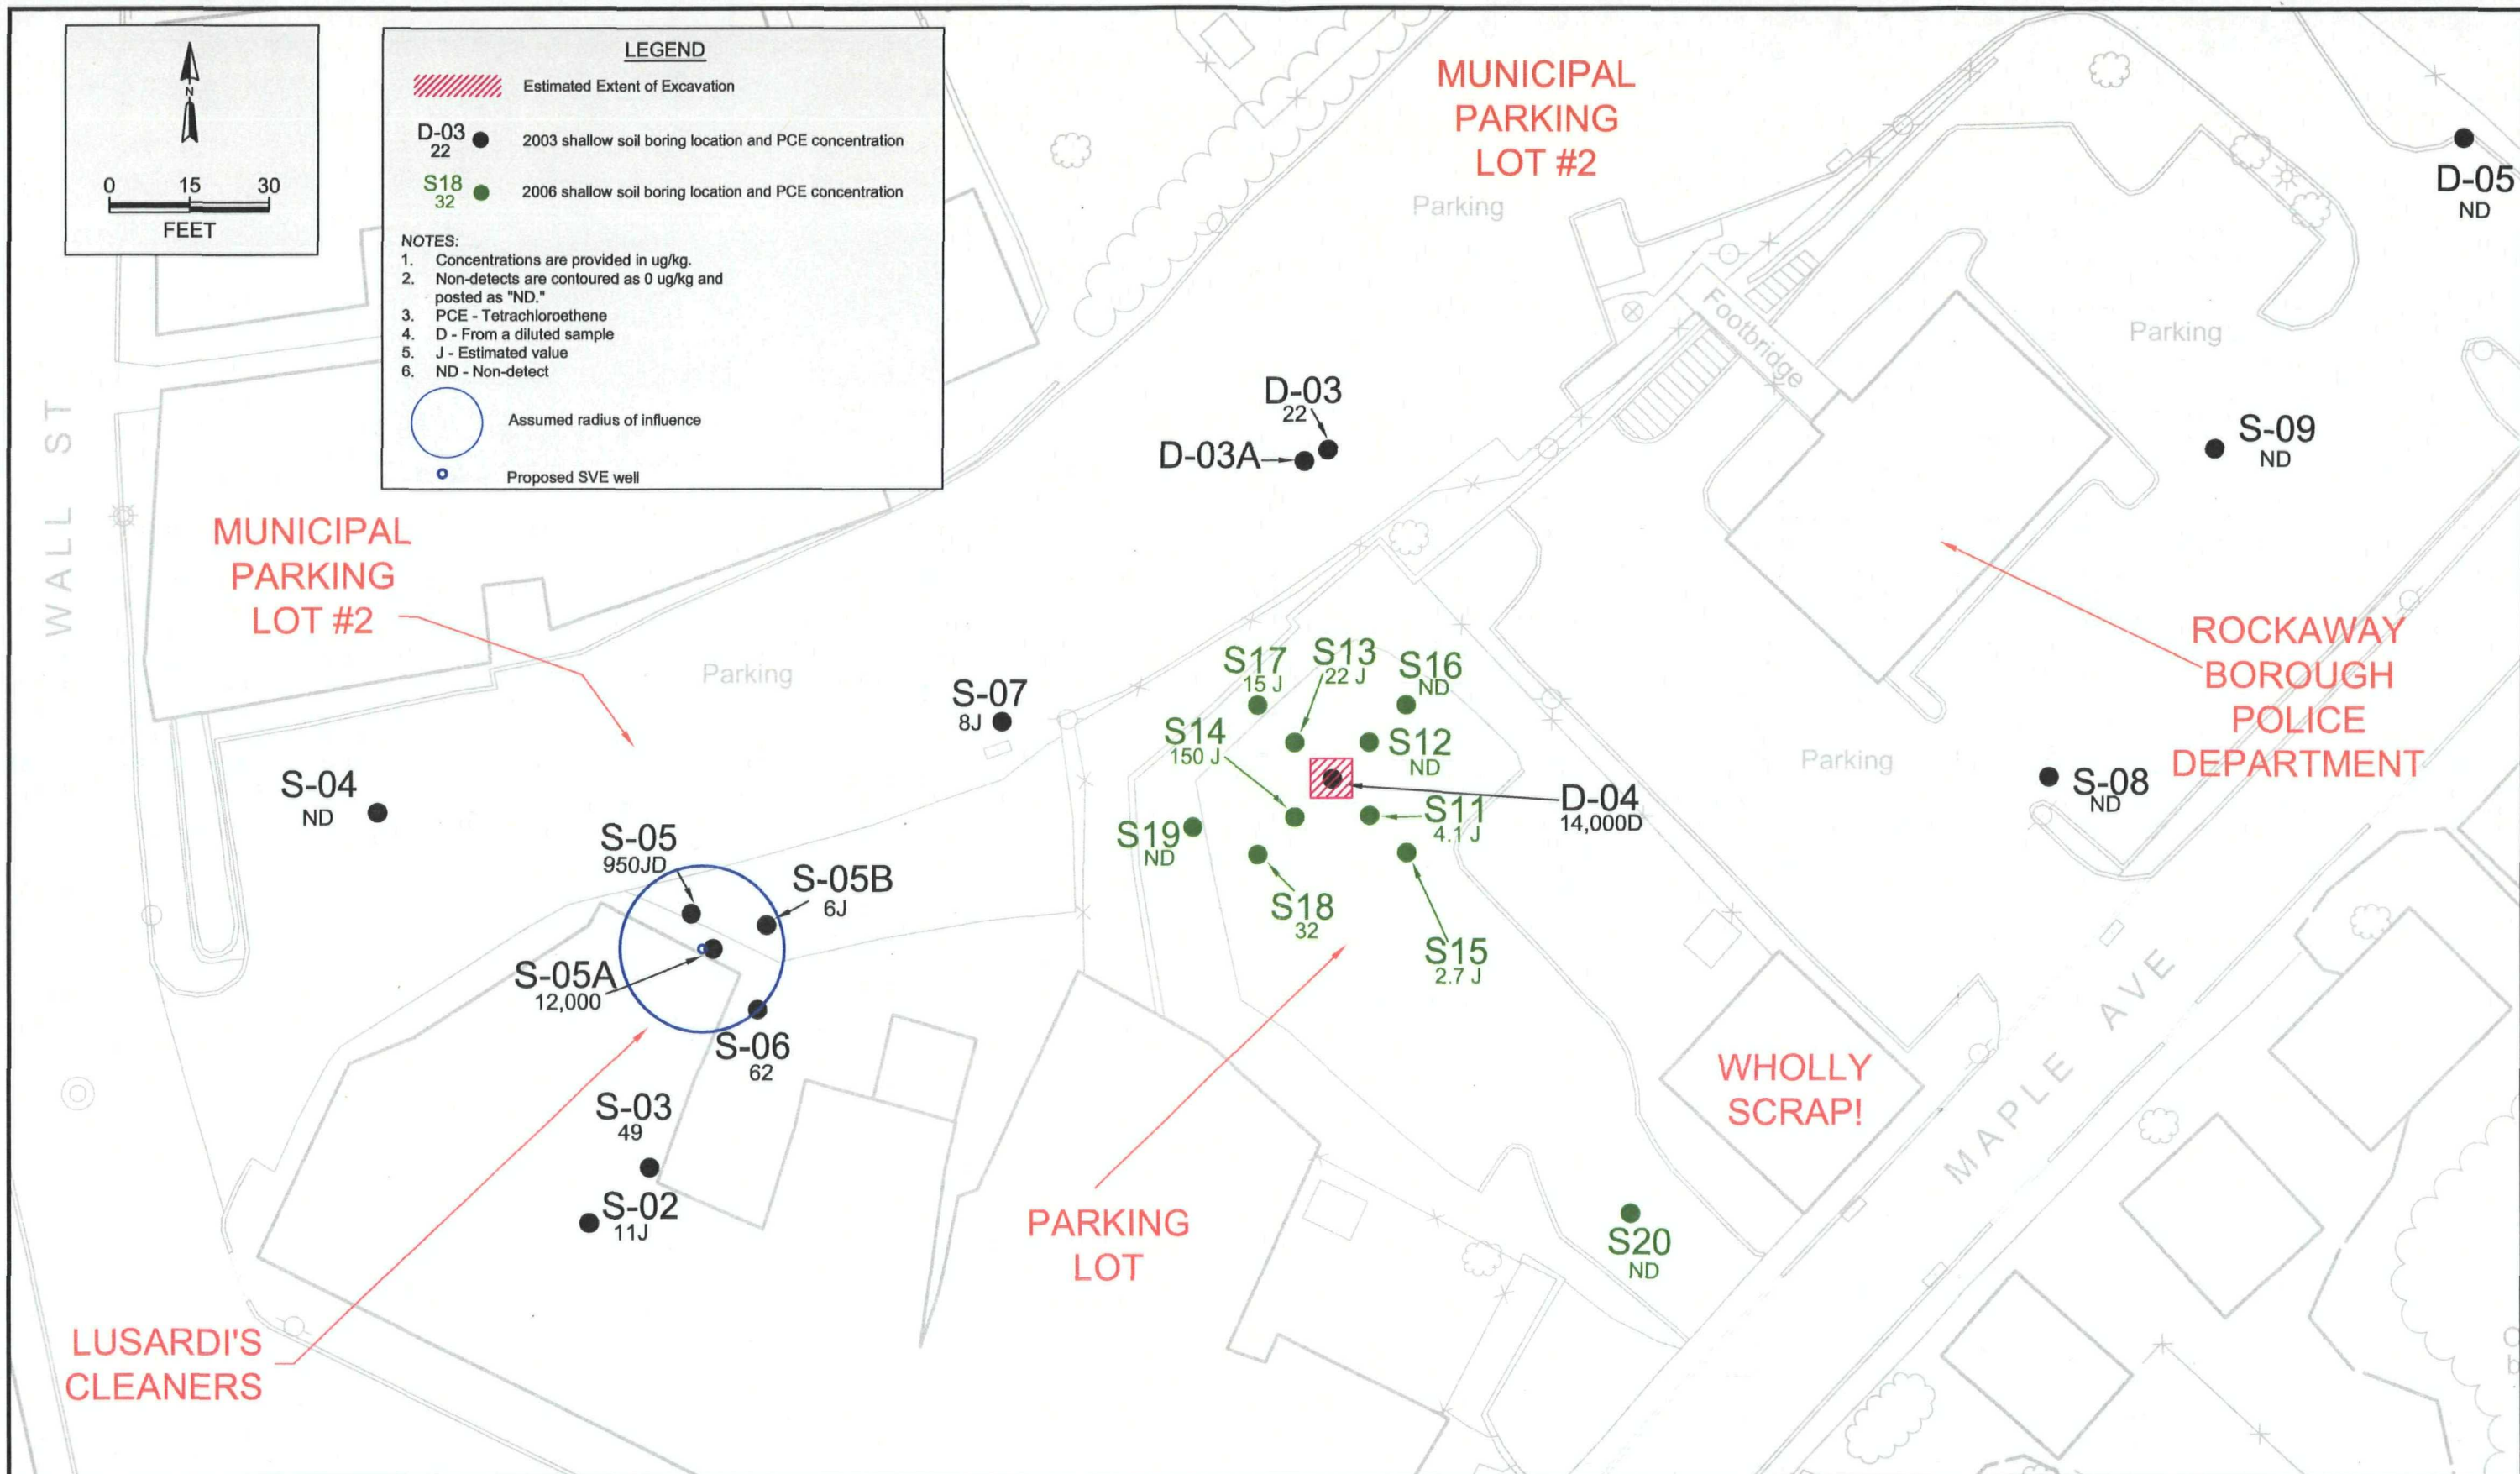 N
0 15 30
FEET
LEGEND
Estimated Extent of Excavation
D-03
22
2003 shallow soil boring location and PCE concentration
S18
32
2006 shallow soil boring location and PCE concentration
NOTES:
1. Concentrations are provided in ug/kg.
2. Non-detects are contoured as 0 ug/kg and
posted as "ND."
3. PCE - Tetrachloroethene
4. D - From a diluted sample
5. J - Estimated value
6. ND - Non-detect
Assumed radius of influence
Proposed SVE well
MUNICIPAL
PARKING
LOT #2
Parking
D-05
ND
Footbridge
Parking
D-03
22
D-03A
S-09
ND
WALL ST
MUNICIPAL
PARKING
LOT #2
Parking
S-07
8J
S17
15 J
S13
22 J
S16
ND
S14
150 J
S12
ND
ROCKAWAY
BOROUGH
POLICE
DEPARTMENT
Parking
S-08
ND
S-04
ND
D-04
14,000D
S11
4.1 J
S19
ND
S-05
950JD
S-05B
6J
S18
32
S15
2.7 J
S-05A
12,000
S-06
62
WHOLLY
SCRAP!
MAPLE AVE
S-03
49
S-02
11J
PARKING
LOT
S20
ND
LUSARDI'S
CLEANERS